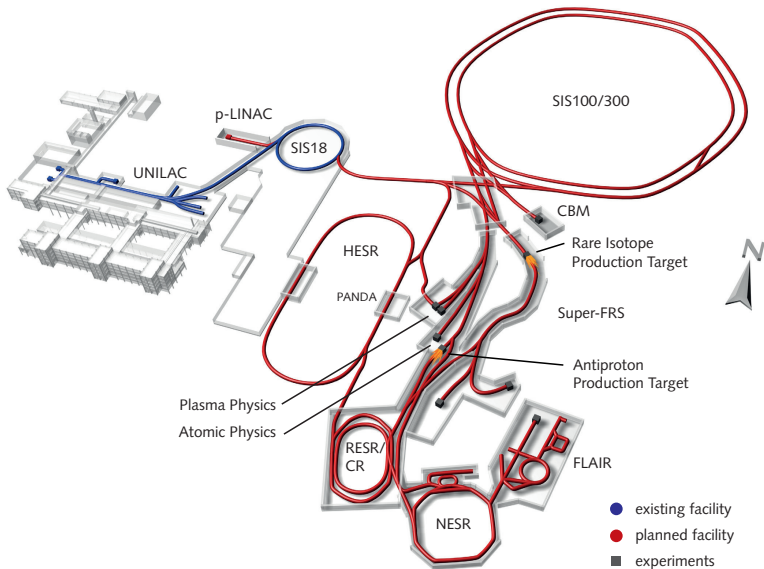 SIS100/300
p-LINAC
SIS18
UNILAC
CBM
HESR
Rare Isotope
Production Target
N
PANDA
Super-FRS
Antiproton
Production Target
Plasma Physics
Atomic Physics
RESR/
CR
FLAIR
NESR
existing facility
planned facility
experiments